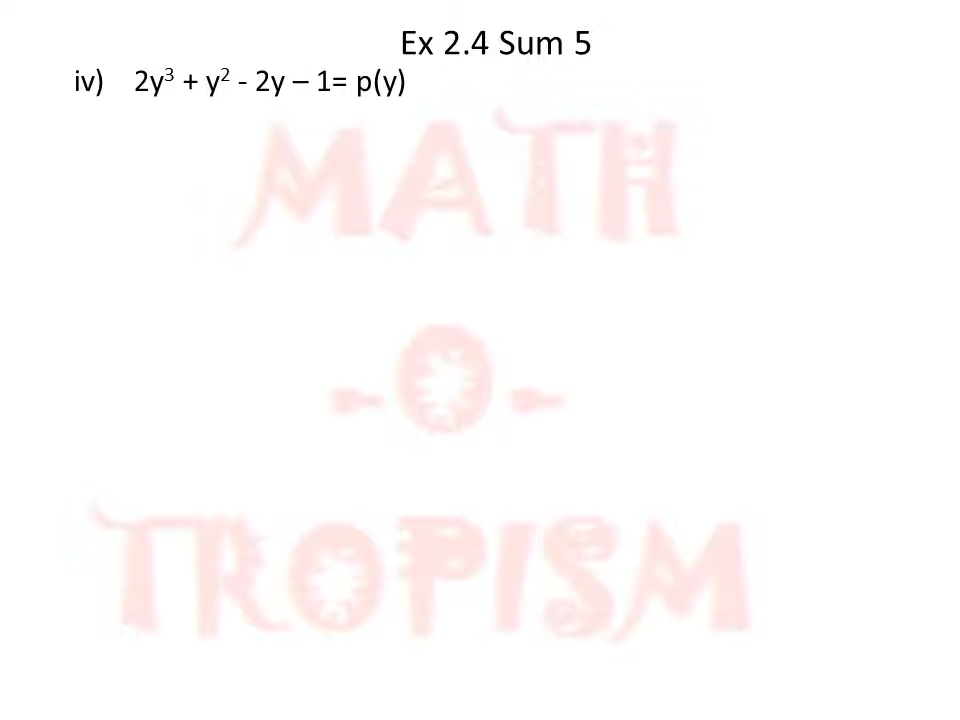 Ex 2.4 Sum 5
iv) 2y³ + y² - 2y – 1= p(y)
MATH
-O-
TROPISM